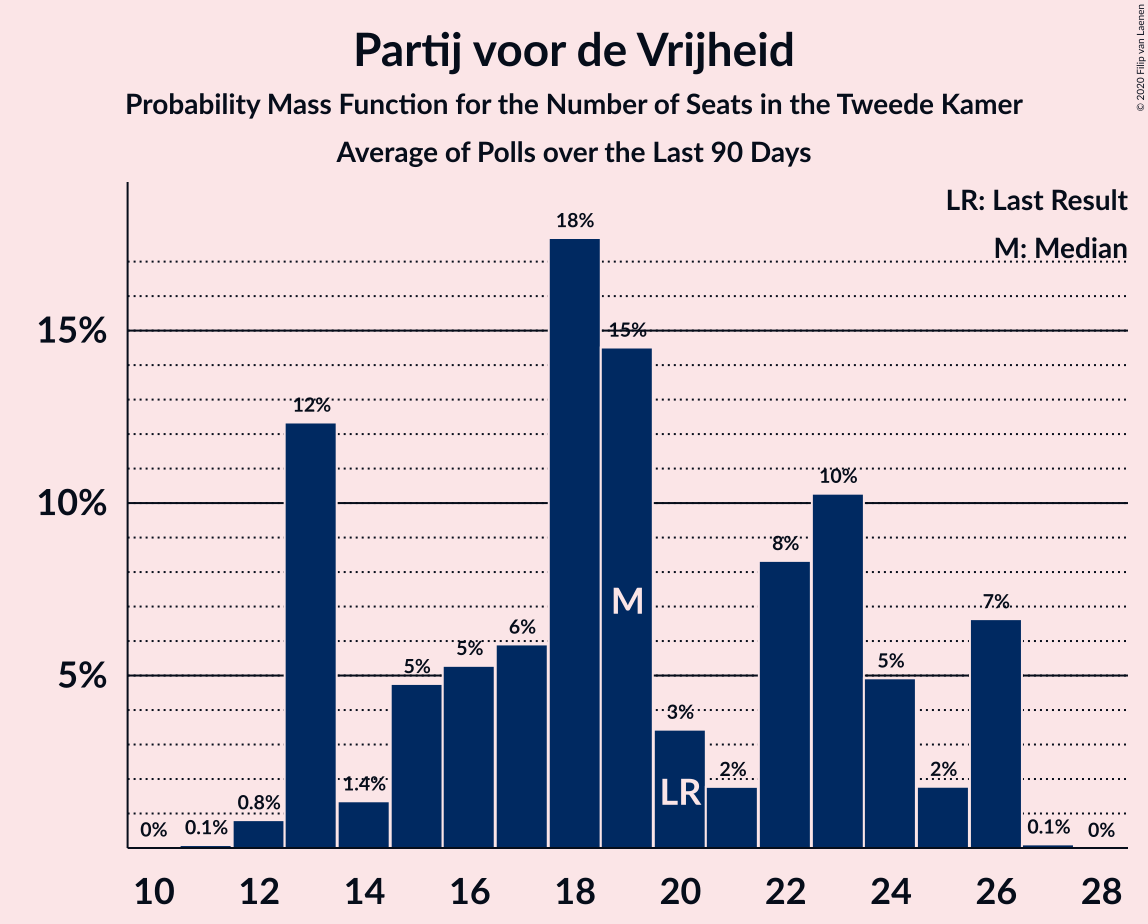 Partij voor de Vrijheid
Probability Mass Function for the Number of Seats in the Tweede Kamer
Average of Polls over the Last 90 Days
© 2020 Filip van Laenen
LR: Last Result
M: Median
15%
10%
5%
0%
0.1%
0.8%
12%
1.4%
5%
5%
6%
18%
15%
3%
2%
8%
10%
5%
2%
7%
0.1%
0%
M
LR
10 12 14 16 18 20 22 24 26 28